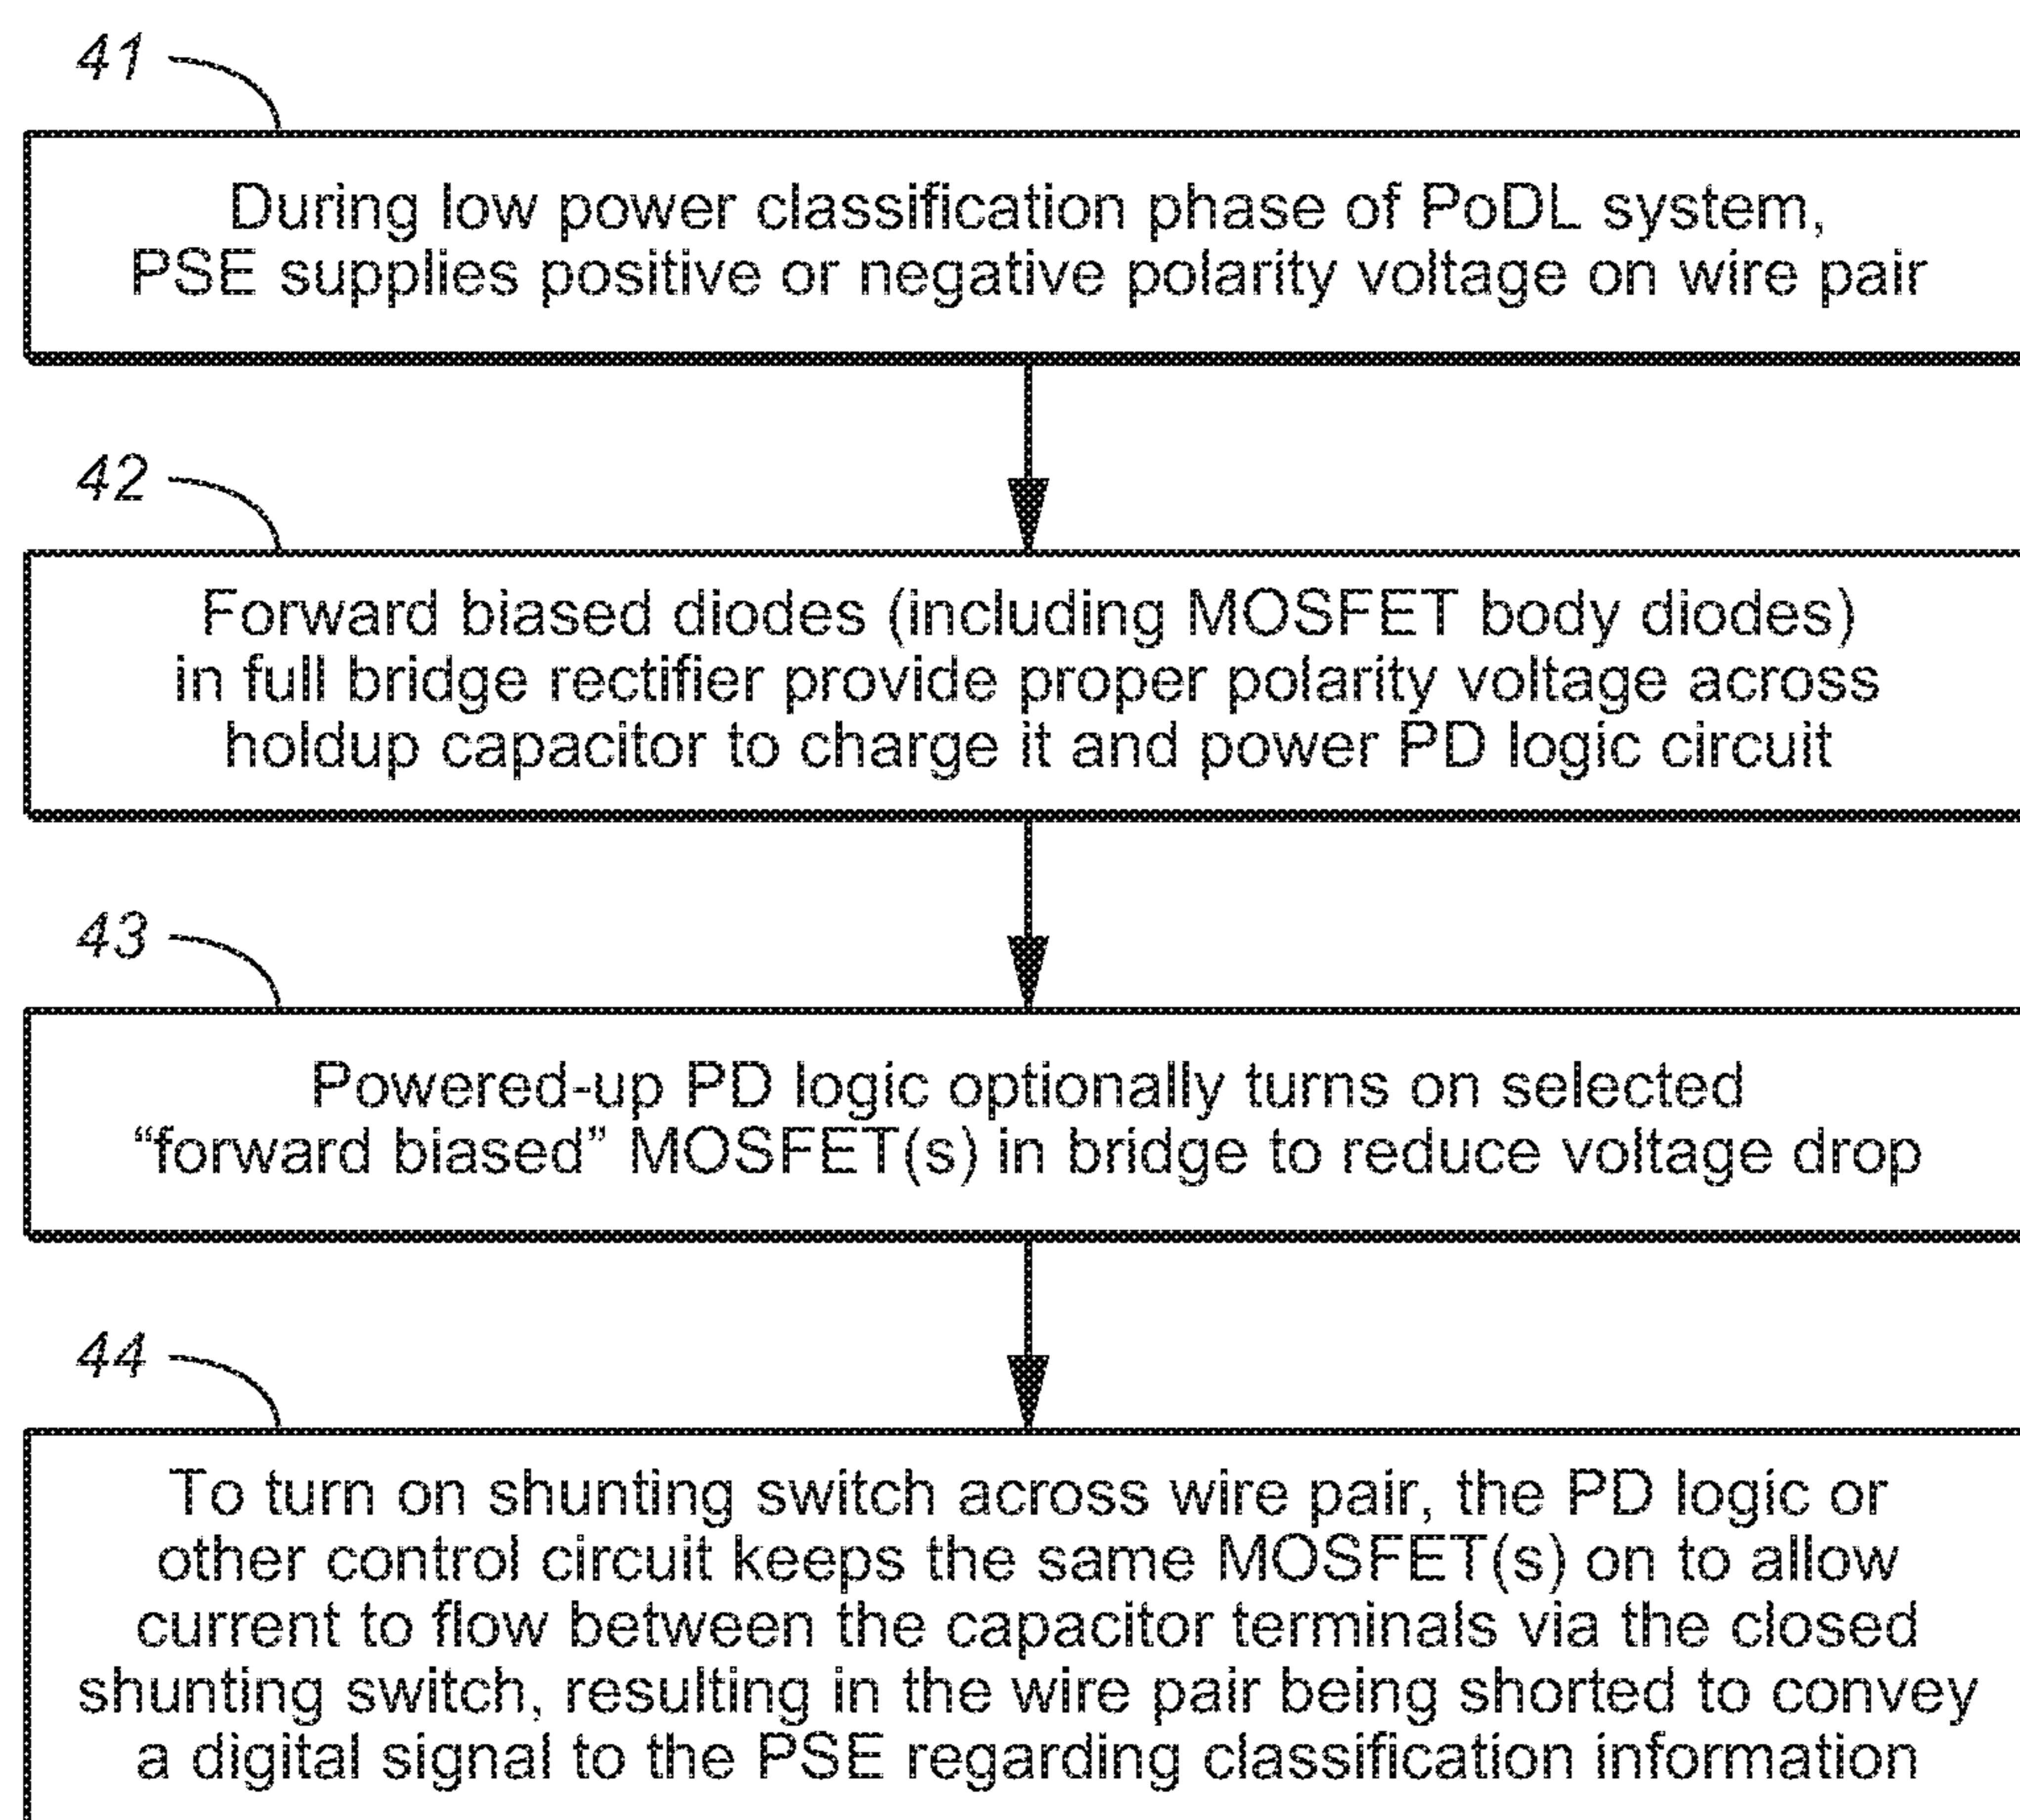 41
During low power classification phase of PoDL system,
PSE supplies positive or negative polarity voltage on wire pair
42
Forward biased diodes (including MOSFET body diodes)
in full bridge rectifier provide proper polarity voltage across
holdup capacitor to charge it and power PD logic circuit
43
Powered-up PD logic optionally turns on selected
“forward biased” MOSFET(s) in bridge to reduce voltage drop
44
To turn on shunting switch across wire pair, the PD logic or
other control circuit keeps the same MOSFET(s) on to allow
current to flow between the capacitor terminals via the closed
shunting switch, resulting in the wire pair being shorted to convey
a digital signal to the PSE regarding classification information